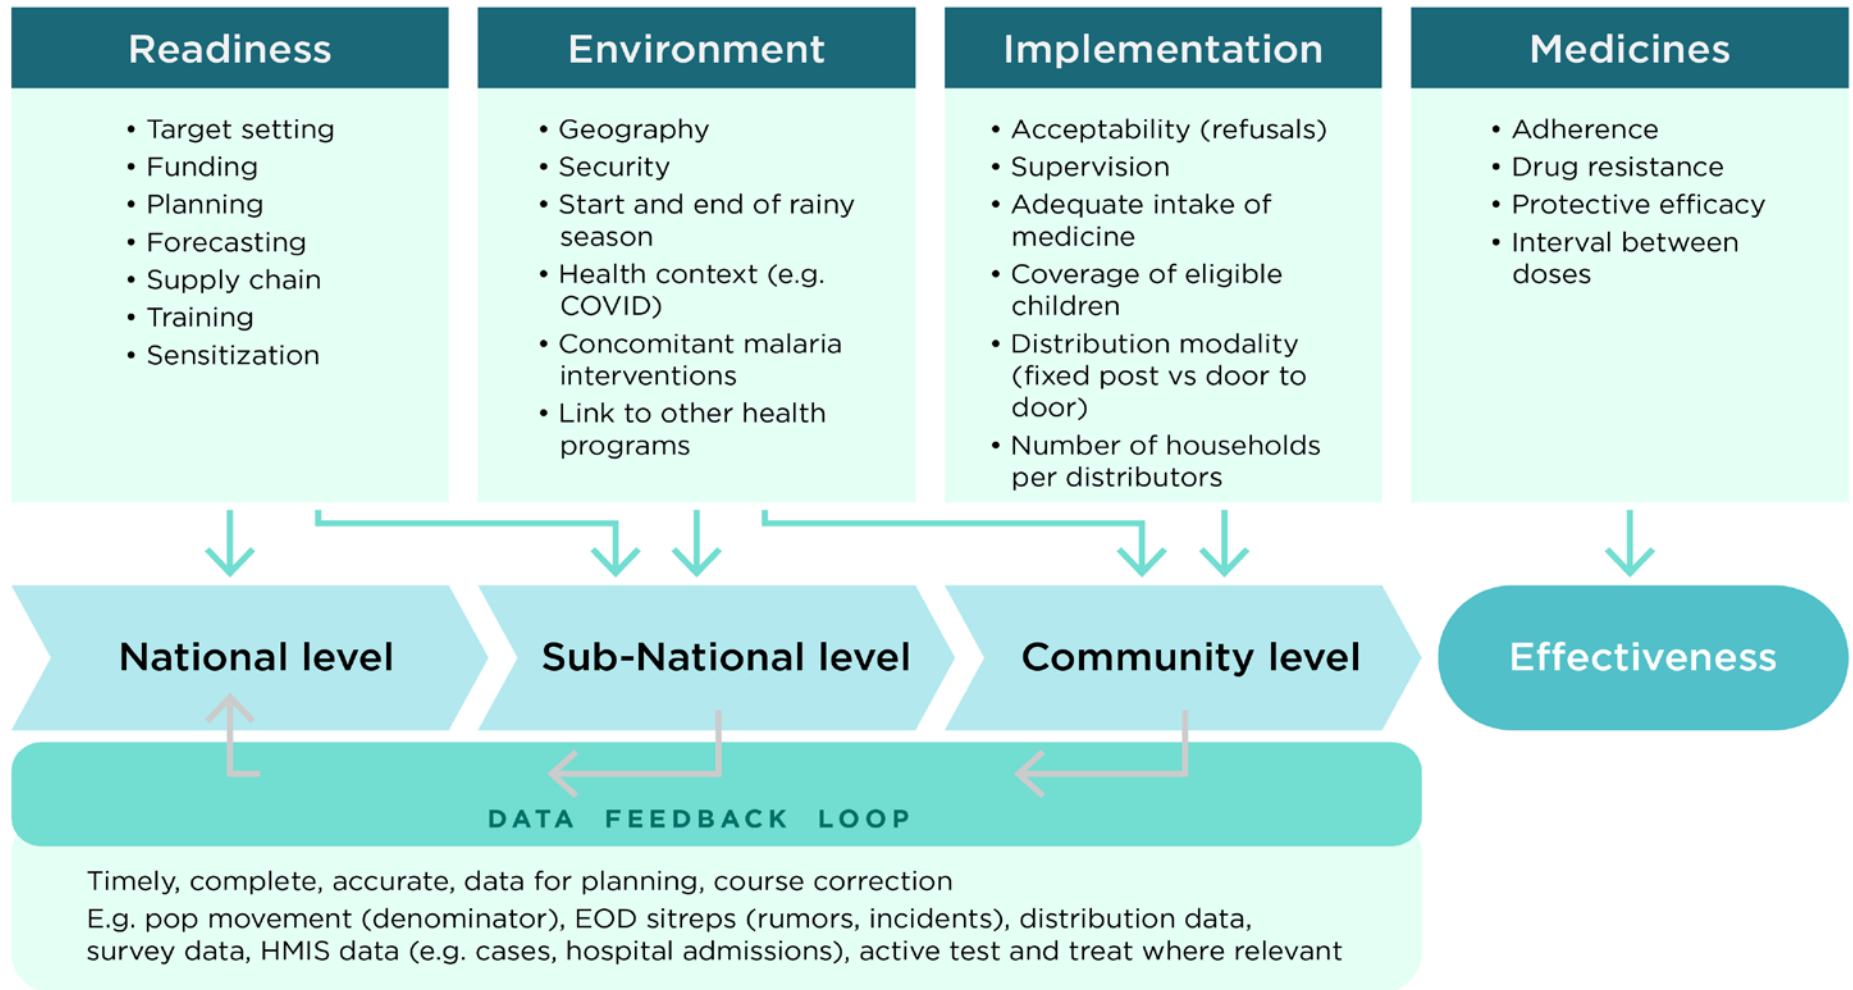 Readiness
• Target setting
• Funding
• Planning
• Forecasting
• Supply chain
• Training
• Sensitization
Environment
• Geography
• Security
• Start and end of rainy
season
• Health context (e.g.
COVID)
• Concomitant malaria
interventions
• Link to other health
programs
Implementation
• Acceptability (refusals)
• Supervision
• Adequate intake of
medicine
• Coverage of eligible
children
• Distribution modality
(fixed post vs door to
door)
• Number of households
per distributors
Medicines
• Adherence
• Drug resistance
• Protective efficacy
• Interval between
doses
National level
Sub-National level
Community level
Effectiveness
DATA FEEDBACK LOOP
Timely, complete, accurate, data for planning, course correction
E.g. pop movement (denominator), EOD sitreps (rumors, incidents), distribution data,
survey data, HMIS data (e.g. cases, hospital admissions), active test and treat where relevant